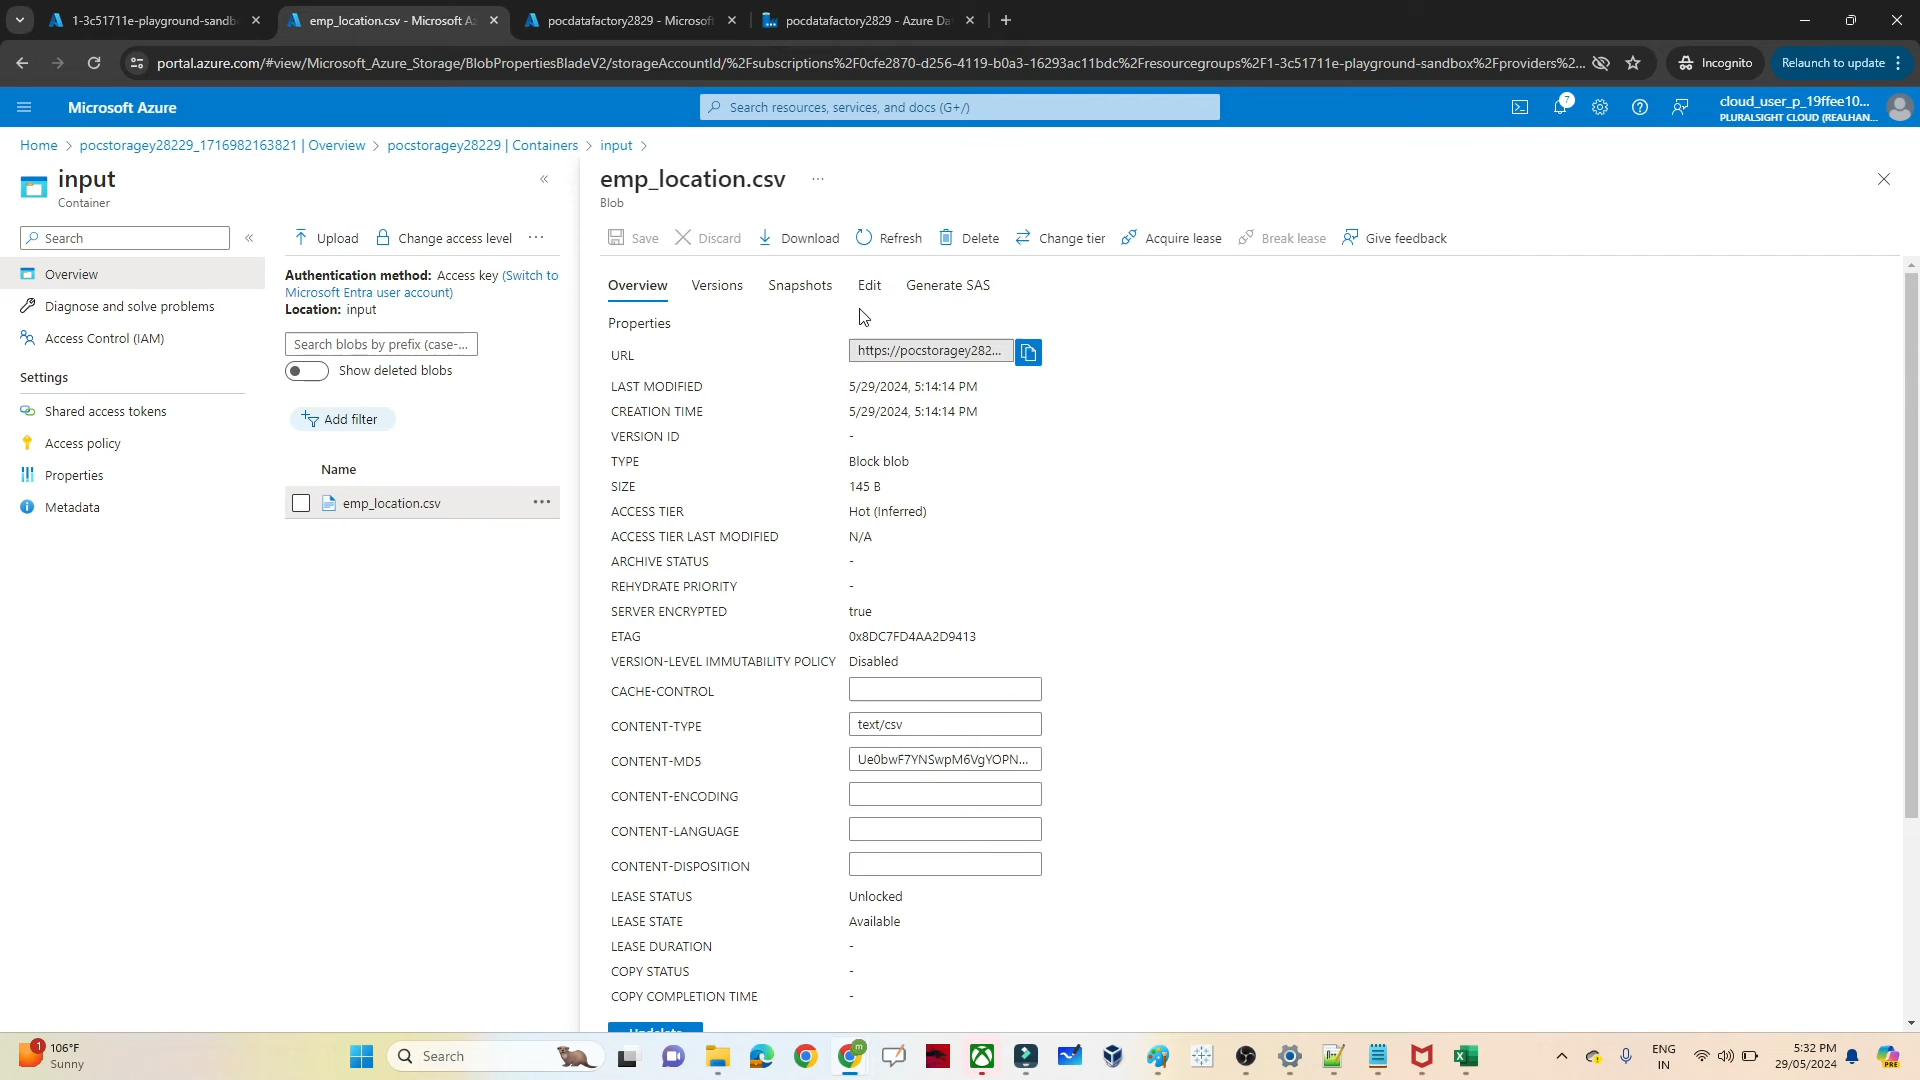 1-3c51711e-playground-sandb
emp_location.csv - Microsoft Az
pocdatafactory2829 - Microsoft
pocdatafactory2829 - Azure Da
portal.azure.com/#view/Microsoft_Azure_Storage/BlobPropertiesBladeV2/storageAccountId/%2Fsubscriptions%2F0cfe2870-d256-4119-b0a3-16293ac11bdc%2Fresourcegroups%2F1-3c51711e-playground-sandbox%2Fproviders%2...
Incognito
Relaunch to update
Microsoft Azure
Search resources, services, and docs (G+/)
7
cloud_user_p_19ffee10...
PLURALSIGHT CLOUD (REALHAN...
Home > pocstoragey28229_1716982163821 | Overview > pocstoragey28229 | Containers > input >
input
Container
Search
Overview
Diagnose and solve problems
Access Control (IAM)
Settings
Shared access tokens
Access policy
Properties
Metadata
Upload
Change access level
Authentication method: Access key (Switch to
Microsoft Entra user account)
Location: input
Search blobs by prefix (case-...
Show deleted blobs
Add filter
Name
emp_location.csv
emp_location.csv
Blob
Save
Discard
Download
Refresh
Delete
Change tier
Acquire lease
Break lease
Give feedback
Overview
Versions
Snapshots
Edit
Generate SAS
Properties
URL https://pocstoragey282...
LAST MODIFIED 5/29/2024, 5:14:14 PM
CREATION TIME 5/29/2024, 5:14:14 PM
VERSION ID -
TYPE Block blob
SIZE 145 B
ACCESS TIER Hot (Inferred)
ACCESS TIER LAST MODIFIED N/A
ARCHIVE STATUS -
REHYDRATE PRIORITY -
SERVER ENCRYPTED true
ETAG 0x8DC7FD4AA2D9413
VERSION-LEVEL IMMUTABILITY POLICY Disabled
CACHE-CONTROL
CONTENT-TYPE text/csv
CONTENT-MD5 Ue0bwF7YNSwpM6VgYOPN...
CONTENT-ENCODING
CONTENT-LANGUAGE
CONTENT-DISPOSITION
LEASE STATUS Unlocked
LEASE STATE Available
LEASE DURATION -
COPY STATUS -
COPY COMPLETION TIME -
1
106°F
Sunny
Search
m
ENG
IN
5:32 PM
29/05/2024
PRE